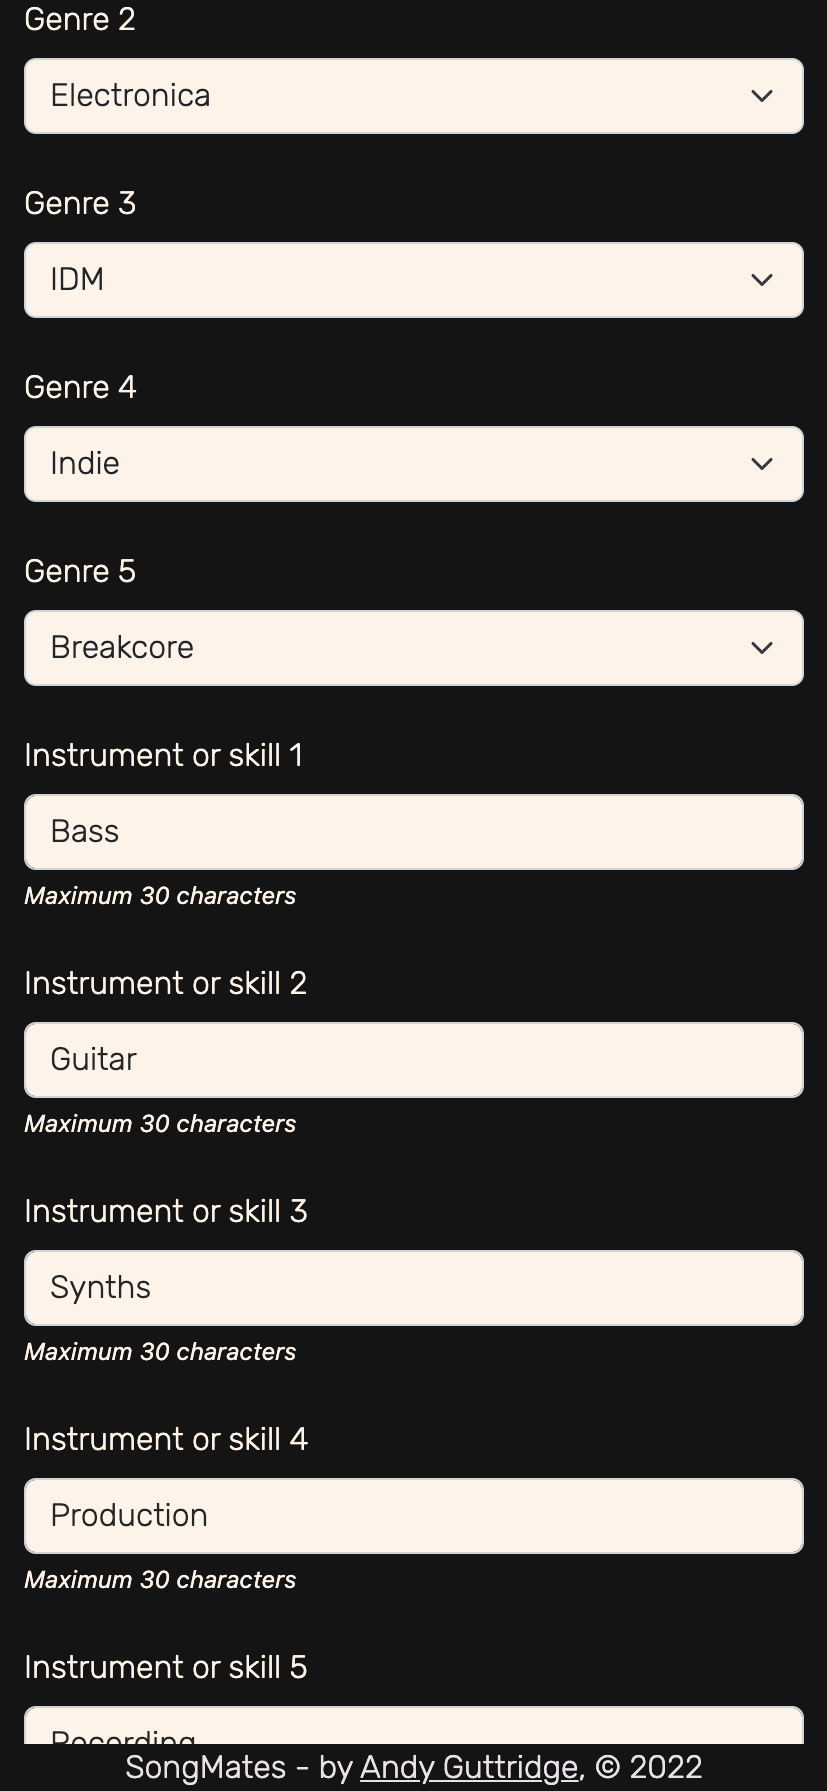 Genre 2
Electronica
Genre 3
IDM
Genre 4
Indie
Genre 5
Breakcore
Instrument or skill 1
Bass
Maximum 30 characters
Instrument or skill 2
Guitar
Maximum 30 characters
Instrument or skill 3
Synths
Maximum 30 characters
Instrument or skill 4
Production
Maximum 30 characters
Instrument or skill 5
Recording
SongMates - by Andy Guttridge, © 2022